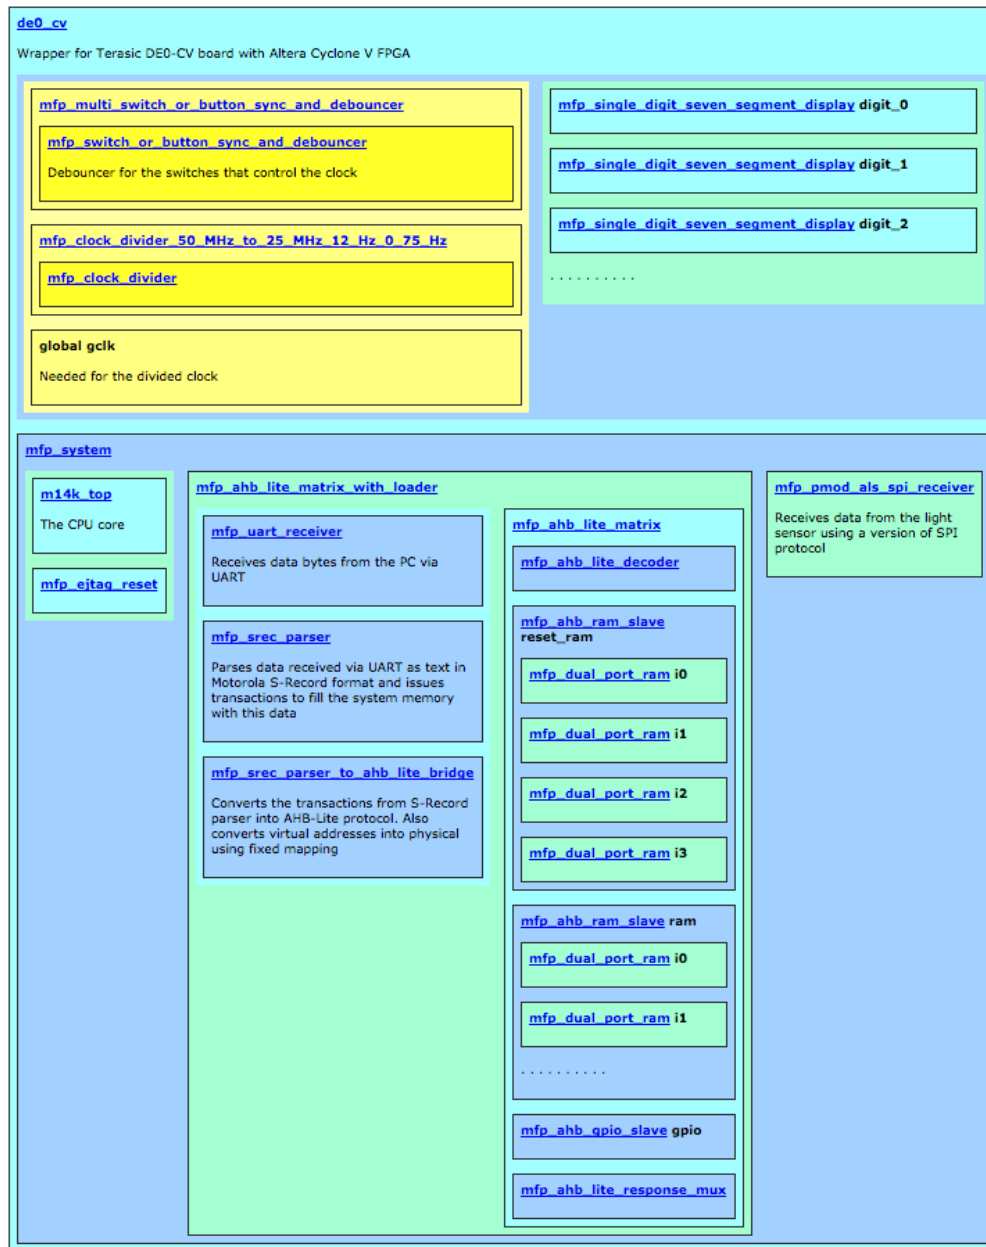 de0_cv
Wrapper for Terasic DE0-CV board with Altera Cyclone V FPGA
mfp_multi_switch_or_button_sync_and_debouncer
mfp_switch_or_button_sync_and_debouncer
Debouncer for the switches that control the clock
mfp_clock_divider_50_MHz_to_25_MHz_12_Hz_0_75_Hz
mfp_clock_divider
global gclk
Needed for the divided clock
mfp_single_digit_seven_segment_display digit_0
mfp_single_digit_seven_segment_display digit_1
mfp_single_digit_seven_segment_display digit_2
. . . . . . . . . .
mfp_system
m14k_top
The CPU core
mfp_ejtag_reset
mfp_ahb_lite_matrix_with_loader
mfp_uart_receiver
Receives data bytes from the PC via
UART
mfp_srec_parser
Parses data received via UART as text in
Motorola S-Record format and issues
transactions to fill the system memory
with this data
mfp_srec_parser_to_ahb_lite_bridge
Converts the transactions from S-Record
parser into AHB-Lite protocol. Also
converts virtual addresses into physical
using fixed mapping
mfp_ahb_lite_matrix
mfp_ahb_lite_decoder
mfp_ahb_ram_slave
reset_ram
mfp_dual_port_ram i0
mfp_dual_port_ram i1
mfp_dual_port_ram i2
mfp_dual_port_ram i3
mfp_ahb_ram_slave ram
mfp_dual_port_ram i0
mfp_dual_port_ram i1
. . . . . . . . . .
mfp_ahb_gpio_slave gpio
mfp_ahb_lite_response_mux
mfp_pmod_als_spi_receiver
Receives data from the light
sensor using a version of SPI
protocol